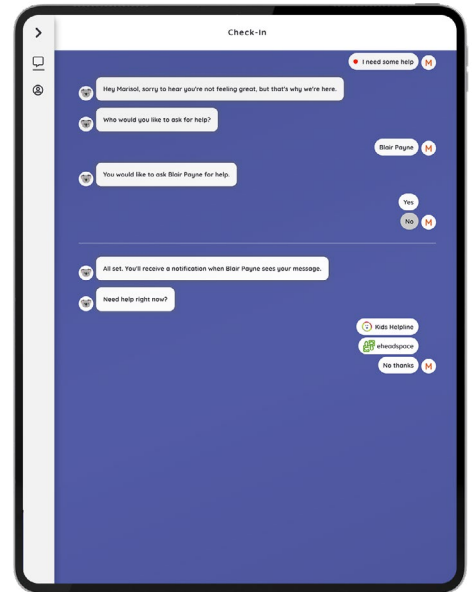 Check-In
I need some help
M
Hey Marisol, sorry to hear you're not feeling great, but that's why we're here.
Who would you like to ask for help?
Blair Payne
M
You would like to ask Blair Payne for help.
Yes
No
M
All set. You'll receive a notification when Blair Payne sees your message.
Need help right now?
Kids Helpline
eheadspace
No thanks
M